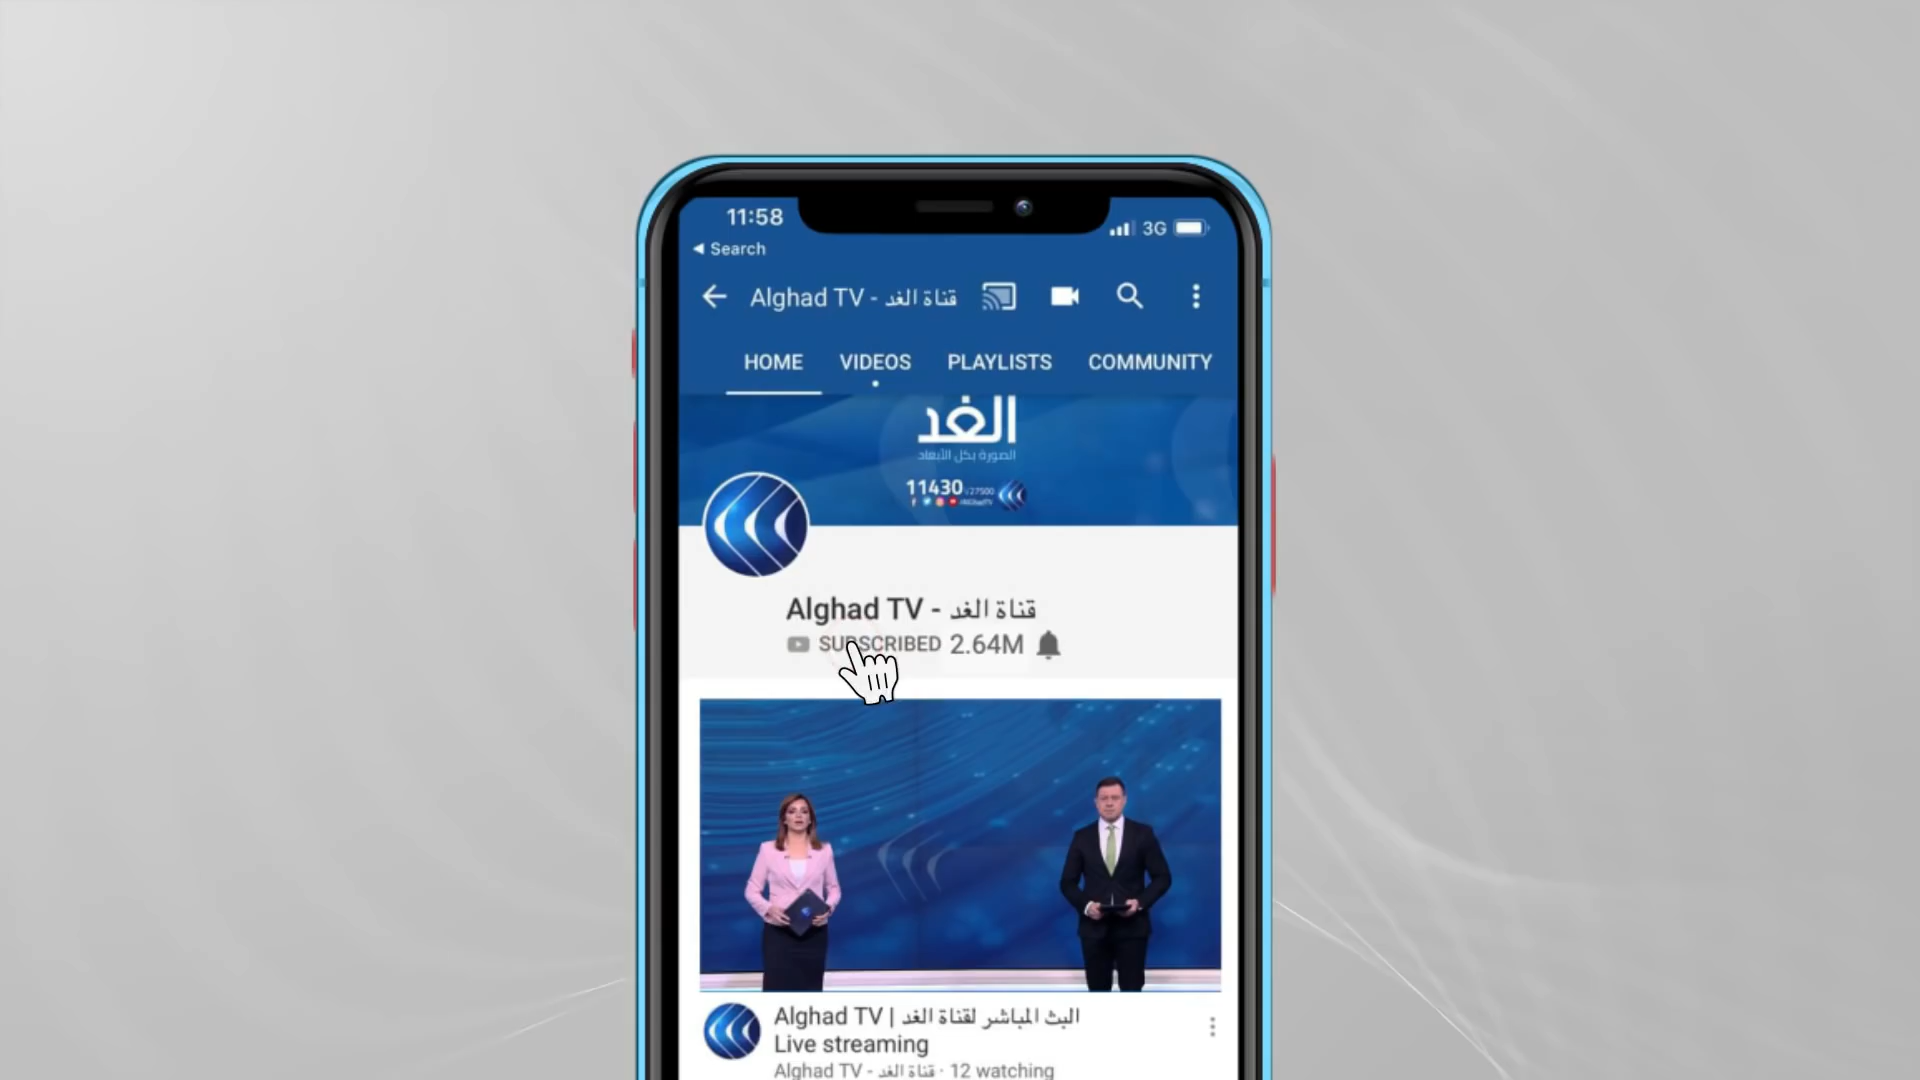 11:58
3G
◀ Search
Alghad TV - قناة الغد
HOME VIDEOS PLAYLISTS COMMUNITY
الغد
الصورة بكل الأبعاد
11430 27500
Alghad TV - قناة الغد
SUBSCRIBED 2.64M
Alghad TV | البث المباشر لقناة الغد
Live streaming
Alghad TV - قناة الغد · 12 watching